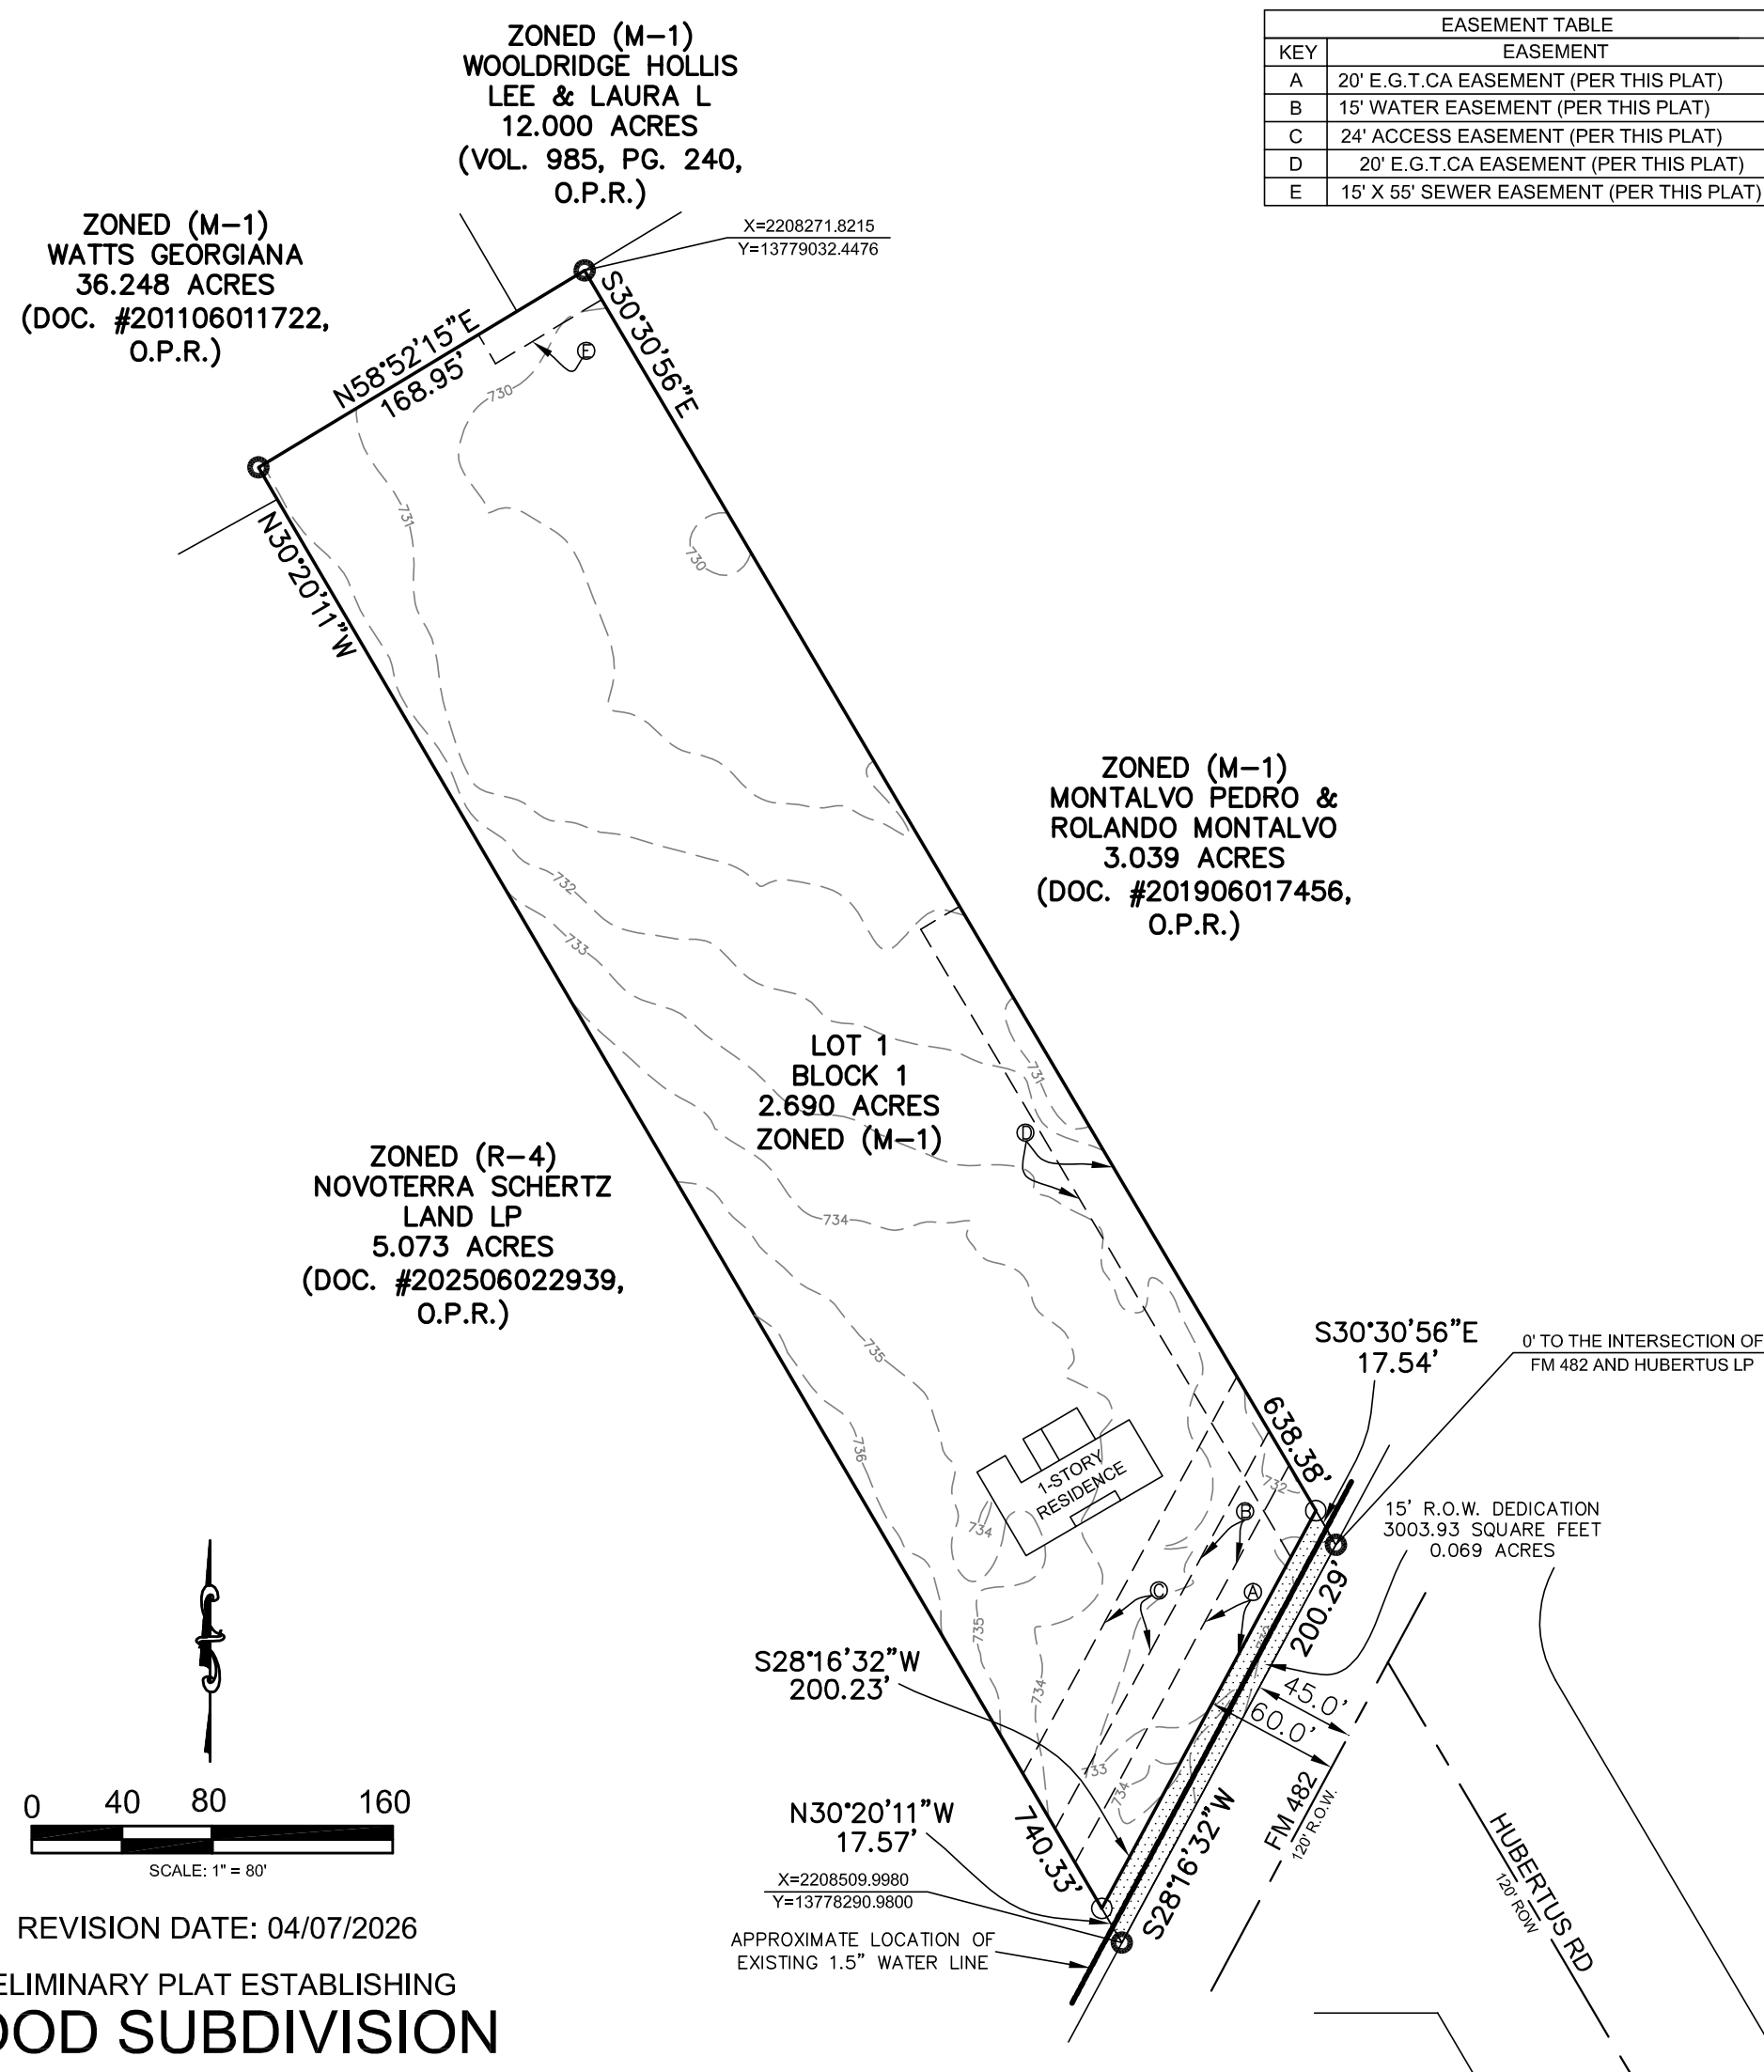 ZONED (M-1)
WOOLDRIDGE HOLLIS
LEE & LAURA L
12.000 ACRES
(VOL. 985, PG. 240,
O.P.R.)
EASEMENT TABLE
KEY EASEMENT
A 20' E.G.T.CA EASEMENT (PER THIS PLAT)
B 15' WATER EASEMENT (PER THIS PLAT)
C 24' ACCESS EASEMENT (PER THIS PLAT)
D 20' E.G.T.CA EASEMENT (PER THIS PLAT)
E 15' X 55' SEWER EASEMENT (PER THIS PLAT)
ZONED (M-1)
WATTS GEORGIANA
36.248 ACRES
(DOC. #201106011722,
O.P.R.)
X=2208271.8215
Y=13779032.4476
N58°52'15"E
168.95'
S30°30'56"E
E
730
731
730
N30°20'11"W
ZONED (M-1)
MONTALVO PEDRO &
ROLANDO MONTALVO
3.039 ACRES
(DOC. #201906017456,
O.P.R.)
732
733
LOT 1
BLOCK 1
2.690 ACRES
ZONED (M-1)
731
D
ZONED (R-4)
NOVOTERRA SCHERTZ
LAND LP
5.073 ACRES
(DOC. #202506022939,
O.P.R.)
734
735
736
S30°30'56"E
17.54'
0' TO THE INTERSECTION OF
FM 482 AND HUBERTUS LP
638.38'
1-STORY
RESIDENCE
732
734
B
15' R.O.W. DEDICATION
3003.93 SQUARE FEET
0.069 ACRES
C
A
200.29'
735
734
S28°16'32"W
200.23'
45.0'
60.0'
733
734
FM 482
120' R.O.W.
HUBERTUS RD
120' ROW
0 40 80 160
SCALE: 1" = 80'
N30°20'11"W
17.57'
740.33'
S28°16'32"W
X=2208509.9980
Y=13778290.9800
APPROXIMATE LOCATION OF
EXISTING 1.5" WATER LINE
REVISION DATE: 04/07/2026
ELIMINARY PLAT ESTABLISHING
OOD SUBDIVISION